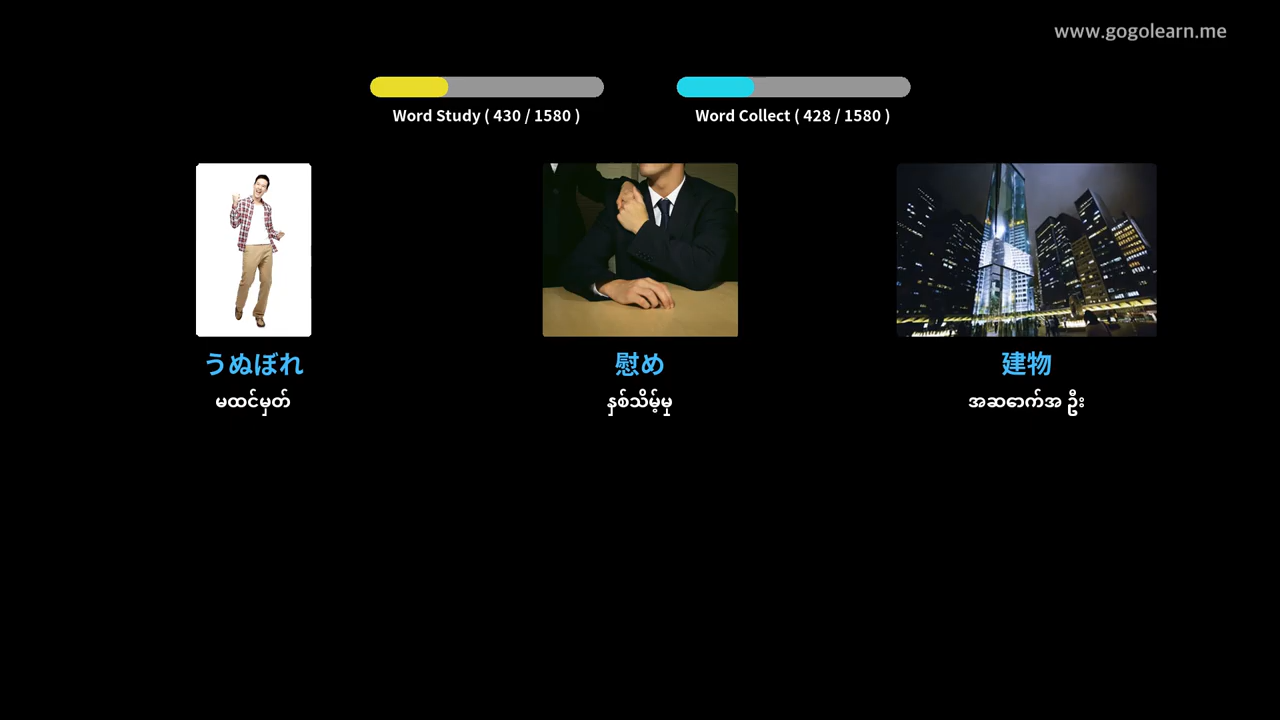 www.gogolearn.me
Word Study ( 430 / 1580 )
Word Collect ( 428 / 1580 )
うぬぼれ
慰め
建物
မထင်မှတ်
နှစ်သိမ့်မှု
အဆောက်အ ဦး